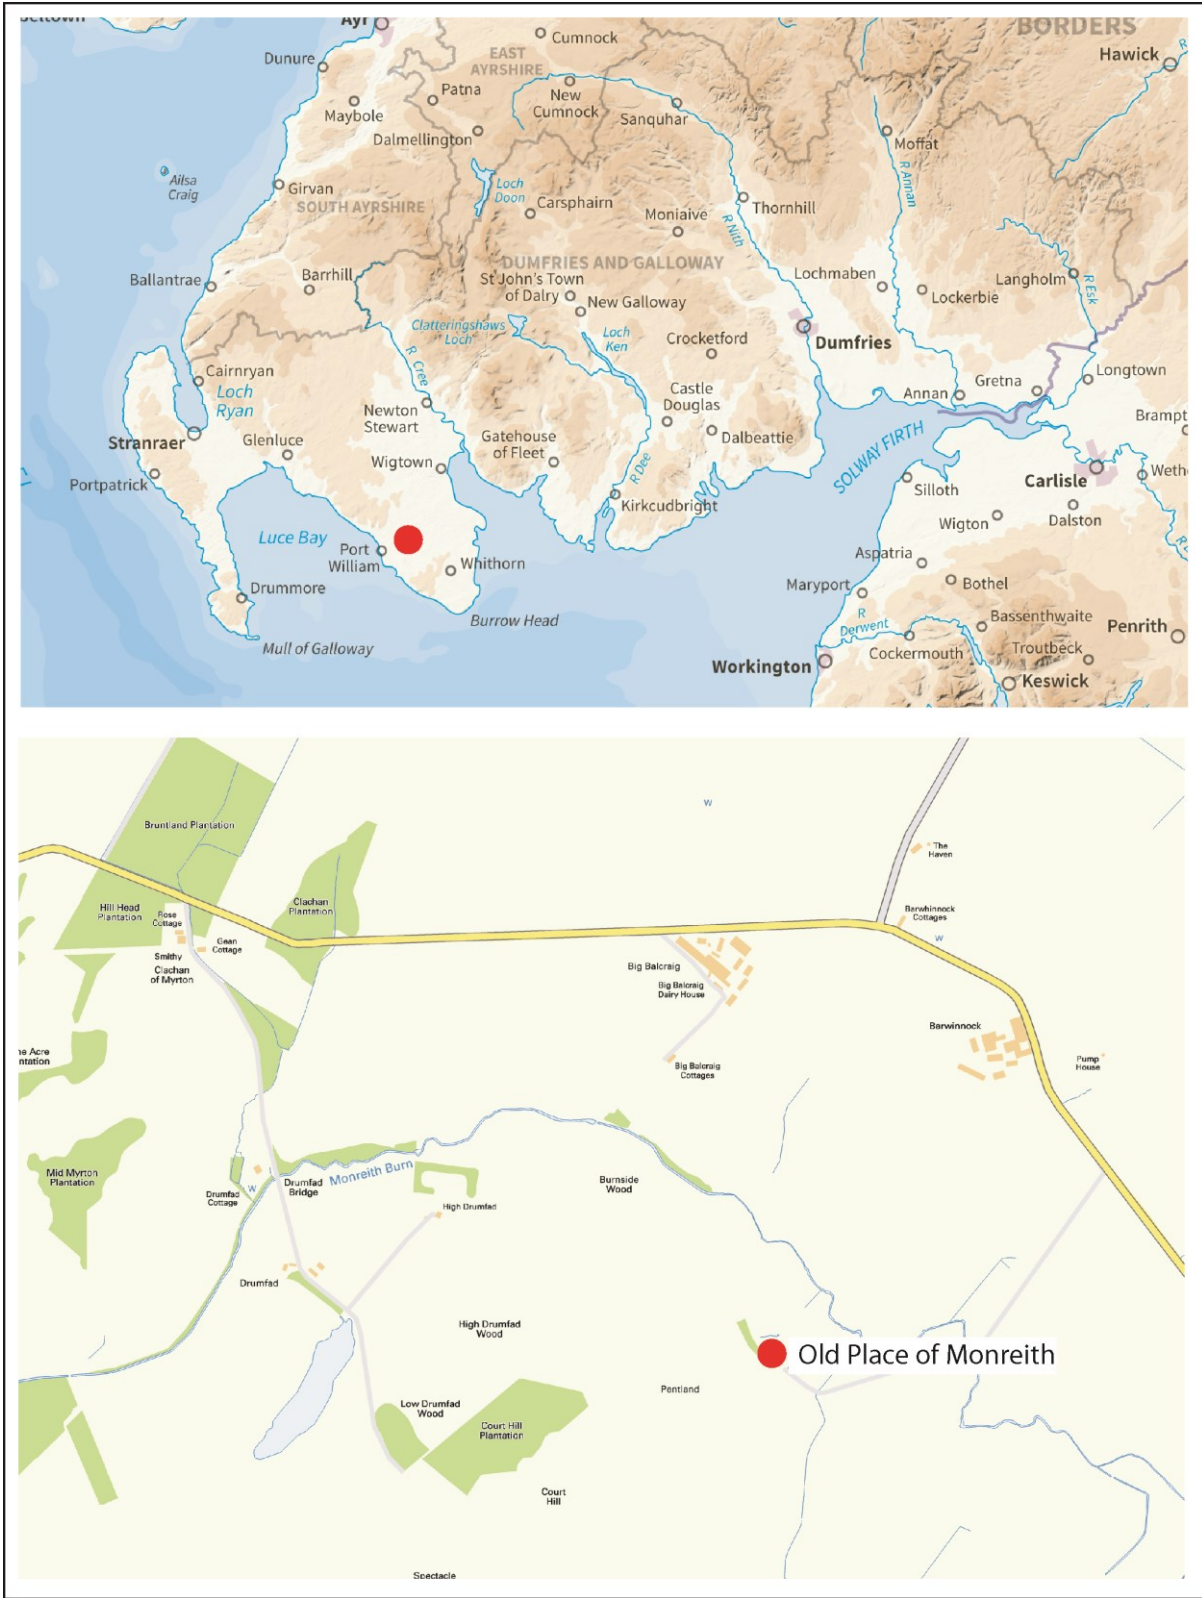 Ayr
BORDERS
Cumnock
Hawick
Dunure
EAST
AYRSHIRE
Patna
New
Cumnock
Maybole
Sanquhar
Dalmellington
Moffat
Ailsa
Craig
Girvan
Loch
Doon
Carsphairn
R Annan
SOUTH AYRSHIRE
Moniaive
Thornhill
R Nith
DUMFRIES AND GALLOWAY
Ballantrae
Barrhill
St John's Town
of Dalry
Lochmaben
Langholm
R Esk
New Galloway
Lockerbie
Clatteringshaws
Loch
Loch
Ken
Crocketford
Dumfries
R Cree
Cairnryan
Loch
Ryan
Castle
Douglas
Annan
Gretna
Longtown
Newton
Stewart
Brampt
Stranraer
Glenluce
Gatehouse
of Fleet
Dalbeattie
SOLWAY FIRTH
Wigtown
R Dee
Portpatrick
Silloth
Carlisle
Weth
Kirkcudbright
Wigton
Dalston
Luce Bay
Port
William
Whithorn
Aspatria
Drummore
Maryport
Bothel
Burrow Head
R
Derwent
Bassenthwaite
Penrith
Mull of Galloway
Cockermouth
Troutbeck
Workington
Keswick
Bruntland Plantation
W
The
Haven
Hill Head
Plantation
Rose
Cottage
Clachan
Plantation
Barwhinnock
Cottages
Gean
Cottage
W
Smithy
Clachan
of Myrton
Big Balcraig
Big Balcraig
Dairy House
Barwinnock
ne Acre
ntation
Pump
House
Big Balcraig
Cottages
Mid Myrton
Plantation
Monreith Burn
Drumfad
Cottage
W
Drumfad
Bridge
Burnside
Wood
High Drumfad
Drumfad
High Drumfad
Wood
Old Place of Monreith
Pentland
Low Drumfad
Wood
Court Hill
Plantation
Court
Hill
Spectacle